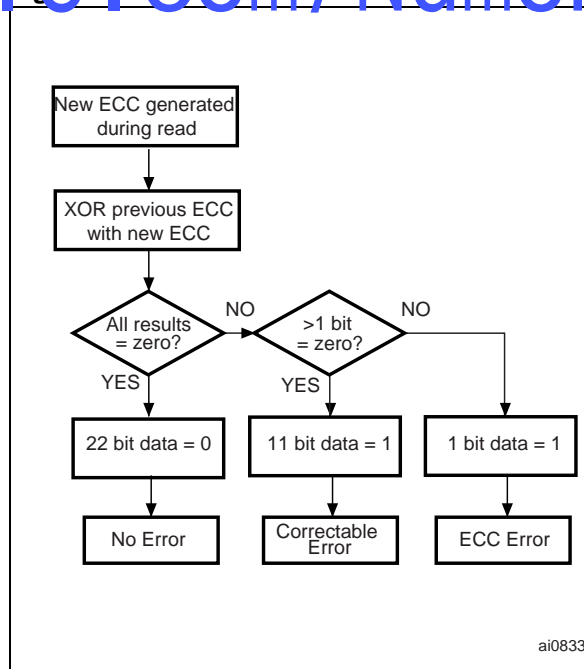 New ECC generated
during read
XOR previous ECC
with new ECC
All results
= zero?
NO
>1 bit
= zero?
NO
YES
YES
22 bit data = 0
11 bit data = 1
1 bit data = 1
No Error
Correctable
Error
ECC Error
ai0833